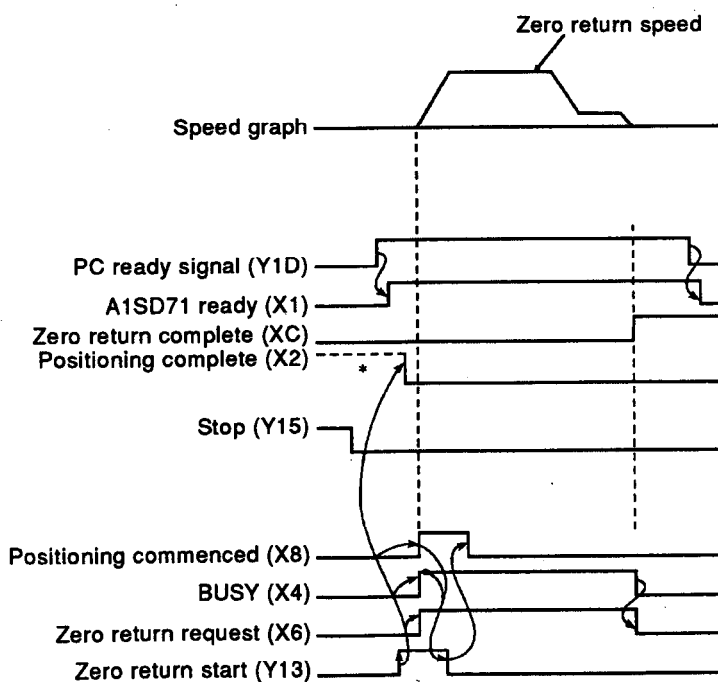 Zero return speed
Speed graph
PC ready signal (Y1D)
A1SD71 ready (X1)
Zero return complete (XC)
Positioning complete (X2)
*
Stop (Y15)
Positioning commenced (X8)
BUSY (X4)
Zero return request (X6)
Zero return start (Y13)